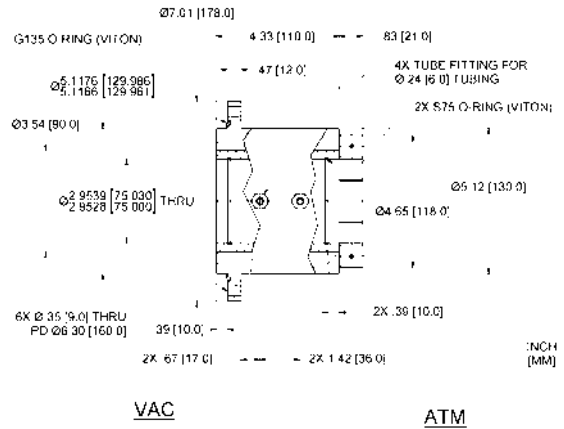 Ø7.01 [178.0]
G135 O-RING (VITON)
4.33 [110.0]
.83 [21.0]
.47 [12.0]
4X TUBE FITTING FOR
Ø.24 [6.0] TUBING
Ø5.1176 [129.986]
5.1166 [129.961]
2X S75 O-RING (VITON)
Ø3.54 [90.0]
Ø2.9539 [75.030] THRU
2.9528 [75.000]
Ø5.12 [130.0]
Ø4.65 [118.0]
6X Ø.35 [9.0] THRU
PD Ø6.30 [160.0]
.39 [10.0]
2X .39 [10.0]
2X .67 [17.0]
2X 1.42 [36.0]
INCH
[MM]
VAC
ATM